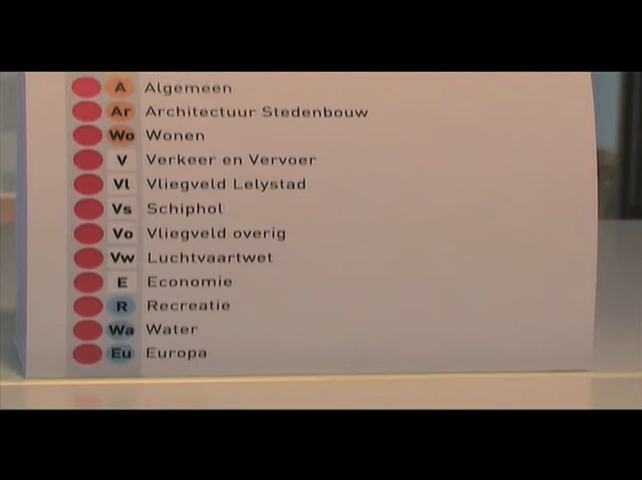 A Algemeen
Ar Architectuur Stedenbouw
Wo Wonen
V Verkeer en Vervoer
Vl Vliegveld Lelystad
Vs Schiphol
Vo Vliegveld overig
Vw Luchtvaartwet
E Economie
R Recreatie
Wa Water
Eu Europa